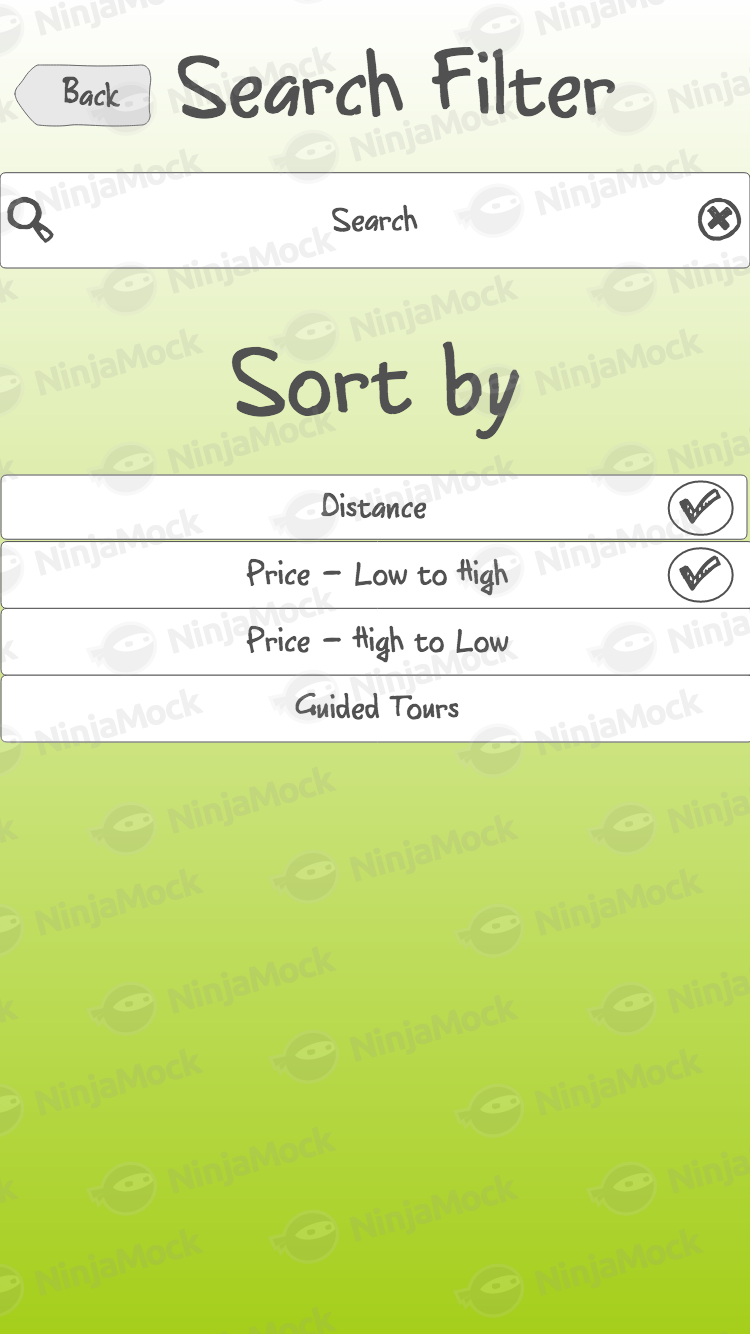 Back
Search Filter
Search
Sort by
Distance
Price - Low to High
Price - High to Low
Guided Tours
NinjaMock